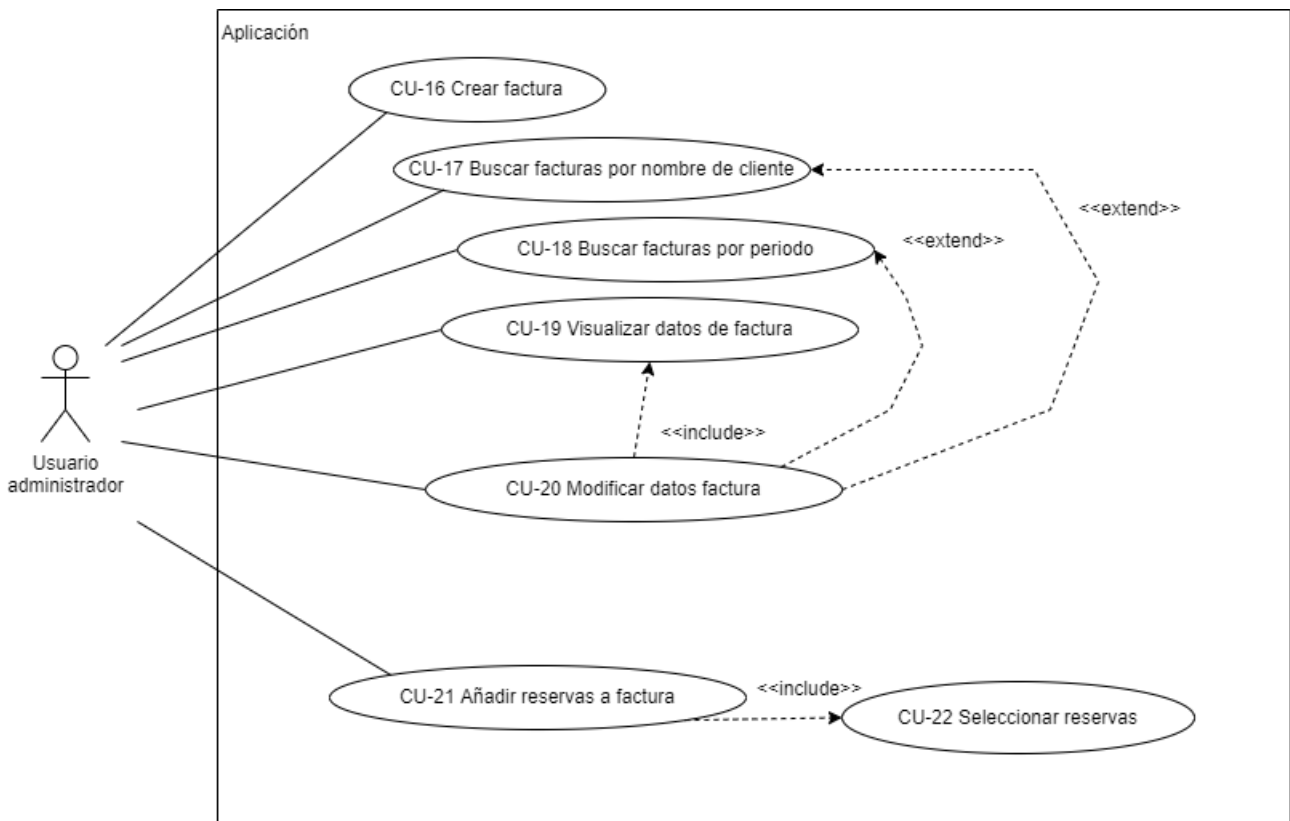 Aplicación
CU-16 Crear factura
CU-17 Buscar facturas por nombre de cliente
<<extend>>
CU-18 Buscar facturas por periodo
<<extend>>
CU-19 Visualizar datos de factura
<<include>>
Usuario
administrador
CU-20 Modificar datos factura
CU-21 Añadir reservas a factura
<<include>>
CU-22 Seleccionar reservas